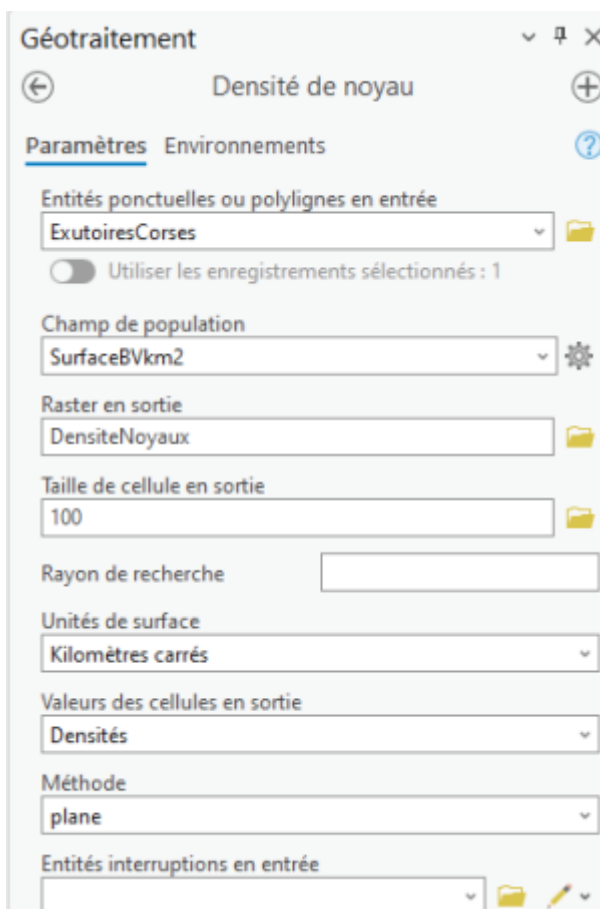 Géotraitement
Densité de noyau
Paramètres Environnements
Entités ponctuelles ou polylignes en entrée
ExutoiresCorses
Utiliser les enregistrements sélectionnés : 1
Champ de population
SurfaceBVkm2
Raster en sortie
DensiteNoyaux
Taille de cellule en sortie
100
Rayon de recherche
Unités de surface
Kilomètres carrés
Valeurs des cellules en sortie
Densités
Méthode
plane
Entités interruptions en entrée